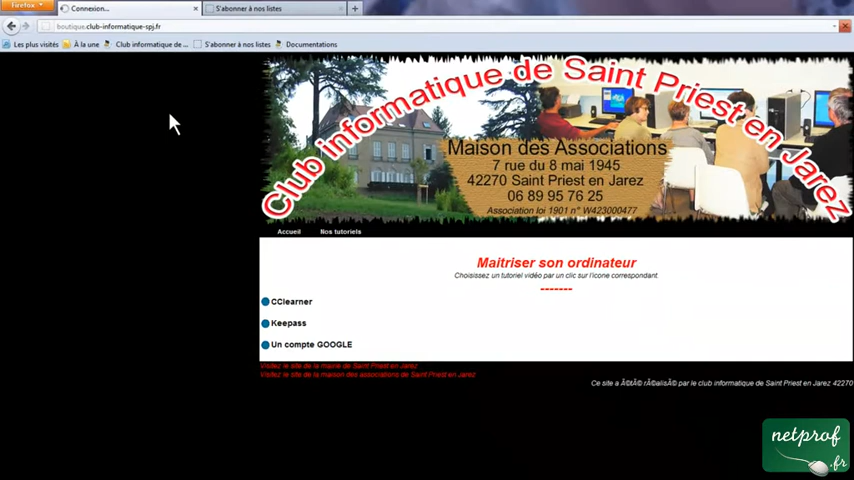 Firefox
Connexion...
S'abonner à nos listes
boutique.club-informatique-spj.fr
Les plus visités
À la une
Club informatique de ...
S'abonner à nos listes
Documentations
Club informatique de Saint Priest en Jarez
Maison des Associations
7 rue du 8 mai 1945
42270 Saint Priest en Jarez
06 89 95 76 25
Association loi 1901 n° W423000477
Accueil
Nos tutoriels
Maitriser son ordinateur
Choisissez un tutoriel vidéo par un clic sur l'icone correspondant
-------
CClearner
Keepass
Un compte GOOGLE
Visitez le site de la mairie de Saint Priest en Jarez
Visitez le site de la maison des associations de Saint Priest en Jarez
Ce site a Ã©tÃ© rÃ©alisÃ© par le club informatique de Saint Priest en Jarez 42270
netprof
.fr